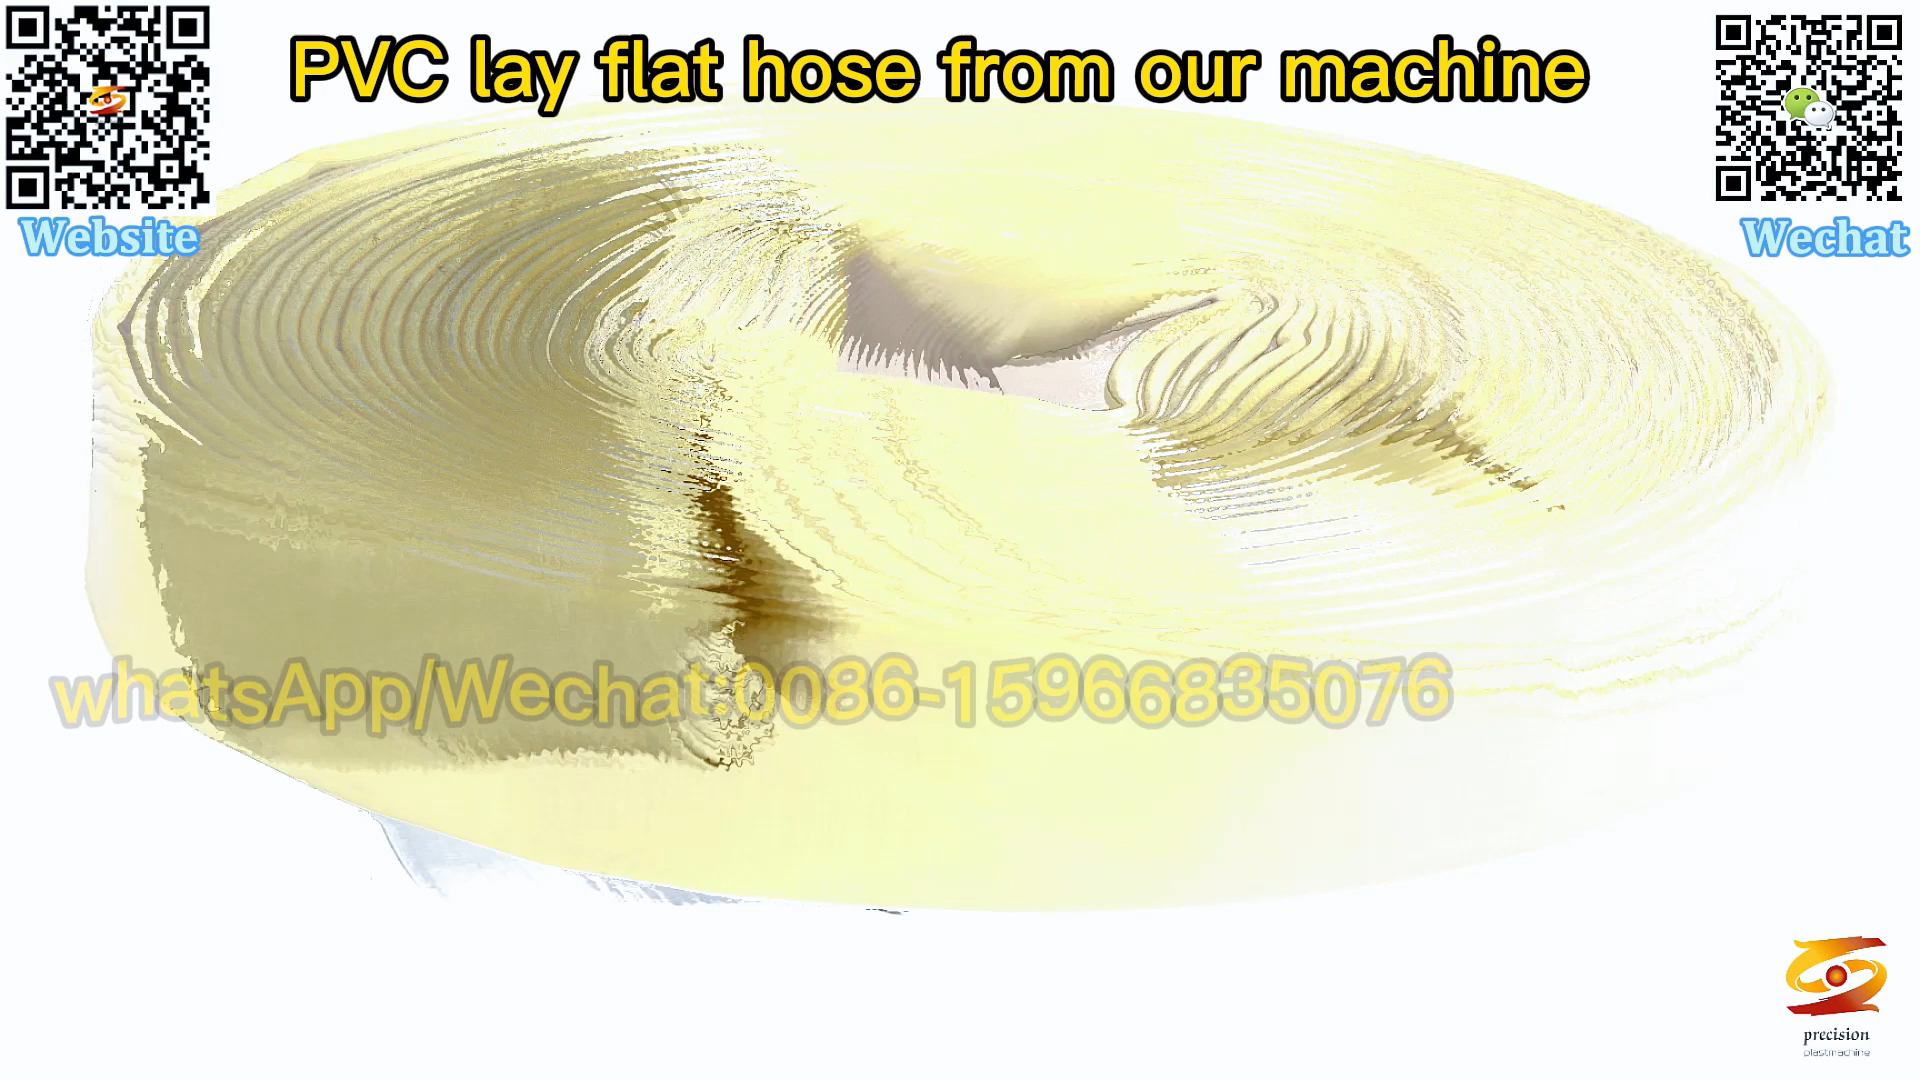 PVC lay flat hose from our machine
Website
Wechat
whatsApp/Wechat:0086-15966835076
precision
plastmachine